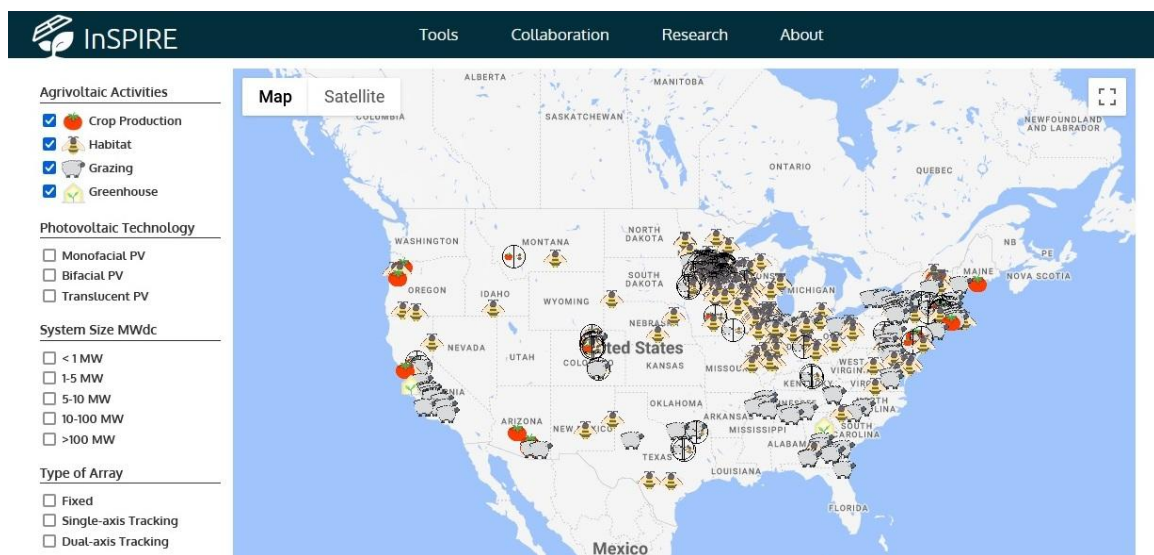 InSPIRE
Tools Collaboration Research About
Agrivoltaic Activities
Crop Production
Habitat
Grazing
Greenhouse
Photovoltaic Technology
Monofacial PV
Bifacial PV
Translucent PV
System Size MWdc
< 1 MW
1-5 MW
5-10 MW
10-100 MW
>100 MW
Type of Array
Fixed
Single-axis Tracking
Dual-axis Tracking
Map Satellite
ALBERTA
MANITOBA
SASKATCHEWAN
NEWFOUNDLAND
AND LABRADOR
ONTARIO
QUEBEC
WASHINGTON
MONTANA
NORTH
DAKOTA
NB
PE
MAINE
NOVA SCOTIA
SOUTH
DAKOTA
MICHIGAN
OREGON
IDAHO
WYOMING
NEVADA
UTAH
KANSAS
WEST
OKLAHOMA
ARIZONA
MISSISSIPPI
SOUTH
CAROLINA
TEXAS
LOUISIANA
FLORIDA
Mexico